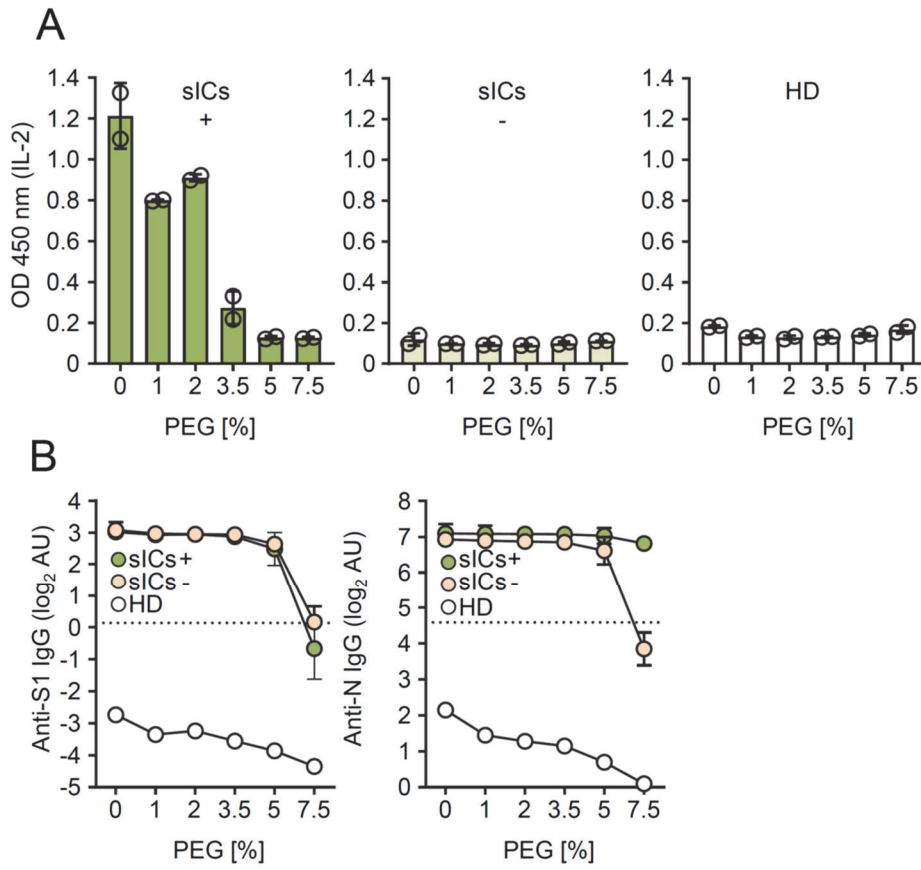 A
OD 450 nm (IL-2)
1.4
1.2
1.0
0.8
0.6
0.4
0.2
0
sICs
+
0 1 2 3.5 5 7.5
PEG [%]
1.4
1.2
1.0
0.8
0.6
0.4
0.2
0
sICs
-
0 1 2 3.5 5 7.5
PEG [%]
1.4
1.2
1.0
0.8
0.6
0.4
0.2
0
HD
0 1 2 3.5 5 7.5
PEG [%]
B
Anti-S1 IgG (log₂ AU)
4
3
2
1
0
-1
-2
-3
-4
-5
sICs+
sICs-
HD
0 1 2 3.5 5 7.5
PEG [%]
Anti-N IgG (log₂ AU)
8
7
6
5
4
3
2
1
0
sICs+
sICs-
HD
0 1 2 3.5 5 7.5
PEG [%]